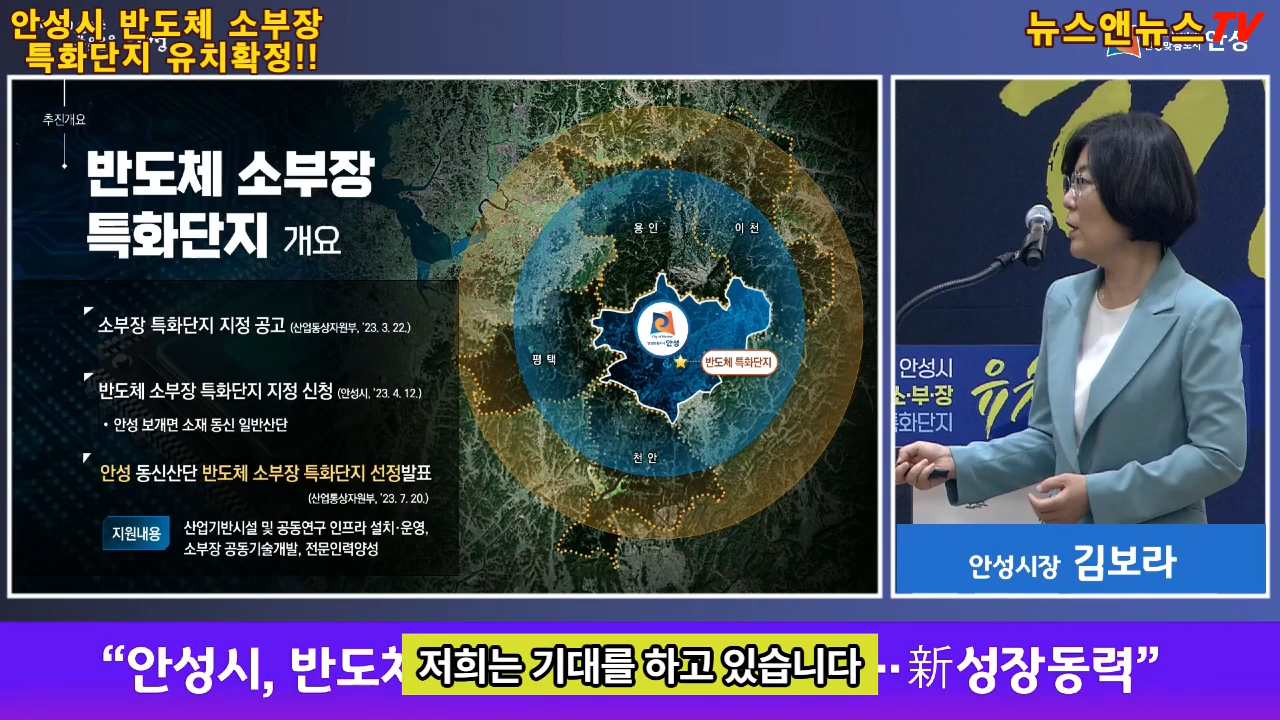 안성시 반도체 소부장
특화단지 유치확정!!
뉴스앤뉴스TV
안성
추진개요
반도체 소부장
특화단지 개요
소부장 특화단지 지정 공고 (산업통상자원부, '23. 3. 22.)
반도체 소부장 특화단지 지정 신청 (안성시, '23. 4. 12.)
• 안성 보개면 소재 동신 일반산단
안성 동신산단 반도체 소부장 특화단지 선정발표
(산업통상자원부, '23. 7. 20.)
지원내용
산업기반시설 및 공동연구 인프라 설치·운영,
소부장 공동기술개발, 전문인력양성
용인
이천
평택
안성
반도체 특화단지
천안
안성시
소·부·장
특화단지
안성시장 김보라
“안성시, 반도체
저희는 기대를 하고 있습니다
新성장동력”